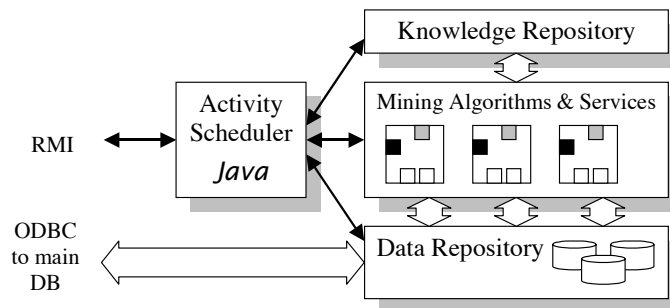 Knowledge Repository
Activity
Scheduler
Java
Mining Algorithms & Services
RMI
ODBC
to main
DB
Data Repository